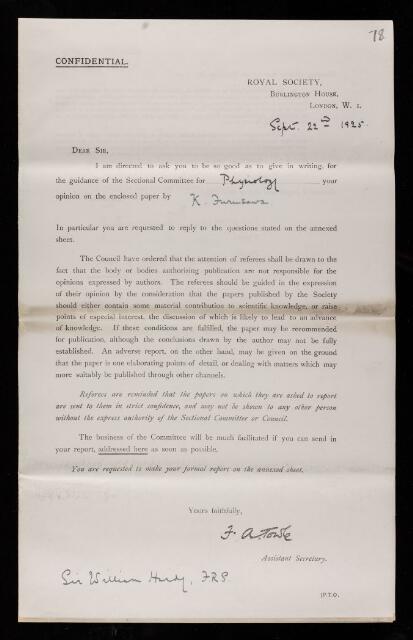 78
CONFIDENTIAL.
ROYAL SOCIETY,
BURLINGTON HOUSE,
LONDON, W. 1.
Sept. 22nd 1925.
DEAR SIR,
I am directed to ask you to be so good as to give in writing, for
the guidance of the Sectional Committee for Physiology your
opinion on the enclosed paper by K. Furusawa
In particular you are requested to reply to the questions stated on the annexed
sheet.
The Council have ordered that the attention of referees shall be drawn to the
fact that the body or bodies authorising publication are not responsible for the
opinions expressed by authors. The referees should be guided in the expression
of their opinion by the consideration that the papers published by the Society
should either contain some material contribution to scientific knowledge, or raise
points of especial interest, the discussion of which is likely to lead to an advance
of knowledge. If these conditions are fulfilled, the paper may be recommended
for publication, although the conclusions drawn by the author may not be fully
established. An adverse report, on the other hand, may be given on the ground
that the paper is one elaborating points of detail, or dealing with matters which may
more suitably be published through other channels.
Referees are reminded that the papers on which they are asked to report
are sent to them in strict confidence, and may not be shown to any other person
without the express authority of the Sectional Committee or Council.
The business of the Committee will be much facilitated if you can send in
your report, addressed here as soon as possible.
You are requested to make your formal report on the annexed sheet.
Yours faithfully,
F. A. Towle
Assistant Secretary.
Sir William Hardy, FRS.
[P.T.O.